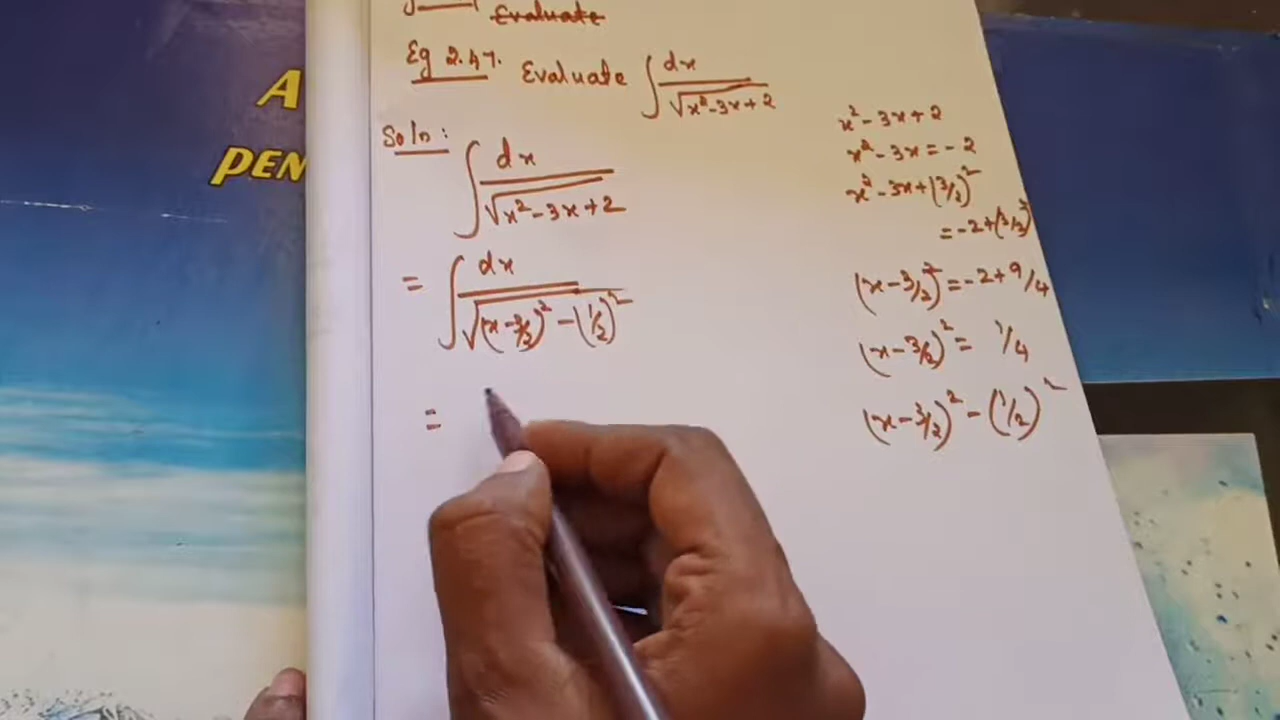 Evaluate
Eg 2.47. Evaluate ∫ dx / √(x² - 3x + 2)
Soln:
∫ dx / √(x² - 3x + 2)
= ∫ dx / √((x - 3/2)² - (1/2)²)
=
x² - 3x + 2
x² - 3x = - 2
x² - 3x + (3/2)²
= - 2 + (3/2)²
(x - 3/2)² = - 2 + 9/4
(x - 3/2)² = 1/4
(x - 3/2)² - (1/2)²
A
PEN